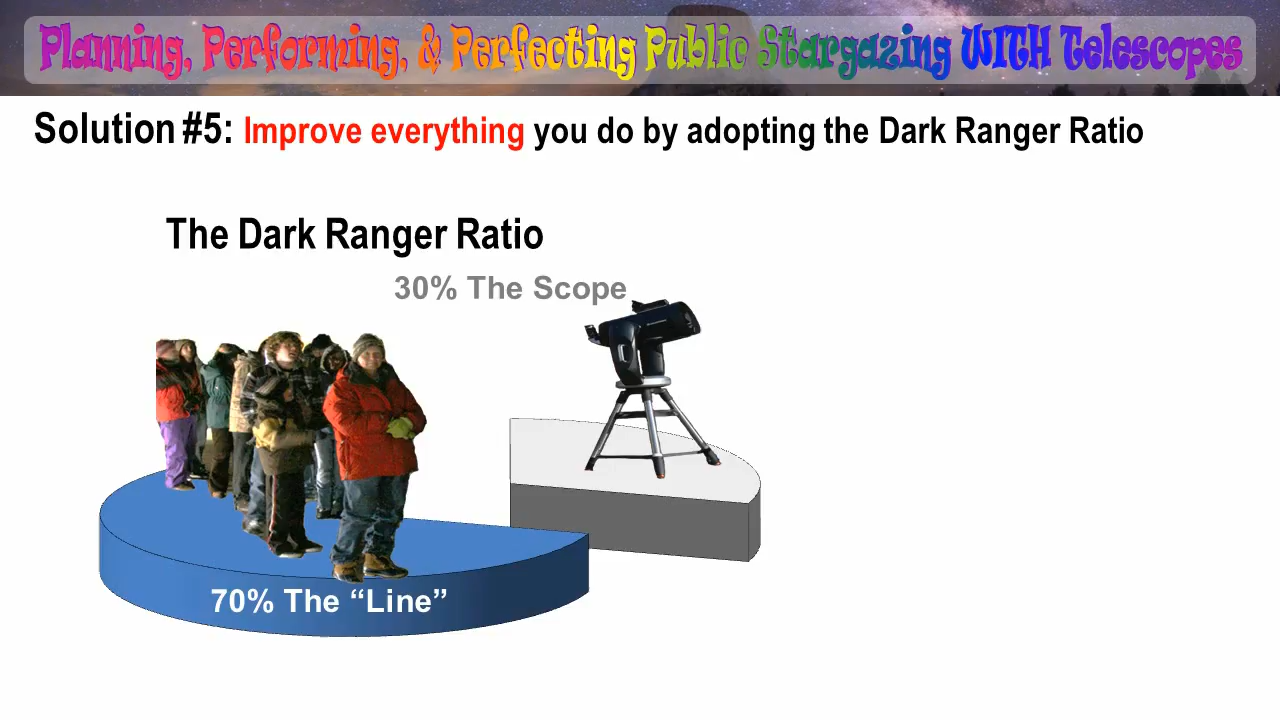 Planning, Performing, & Perfecting Public Stargazing WITH Telescopes
Solution #5: Improve everything you do by adopting the Dark Ranger Ratio
The Dark Ranger Ratio
30% The Scope
70% The “Line”